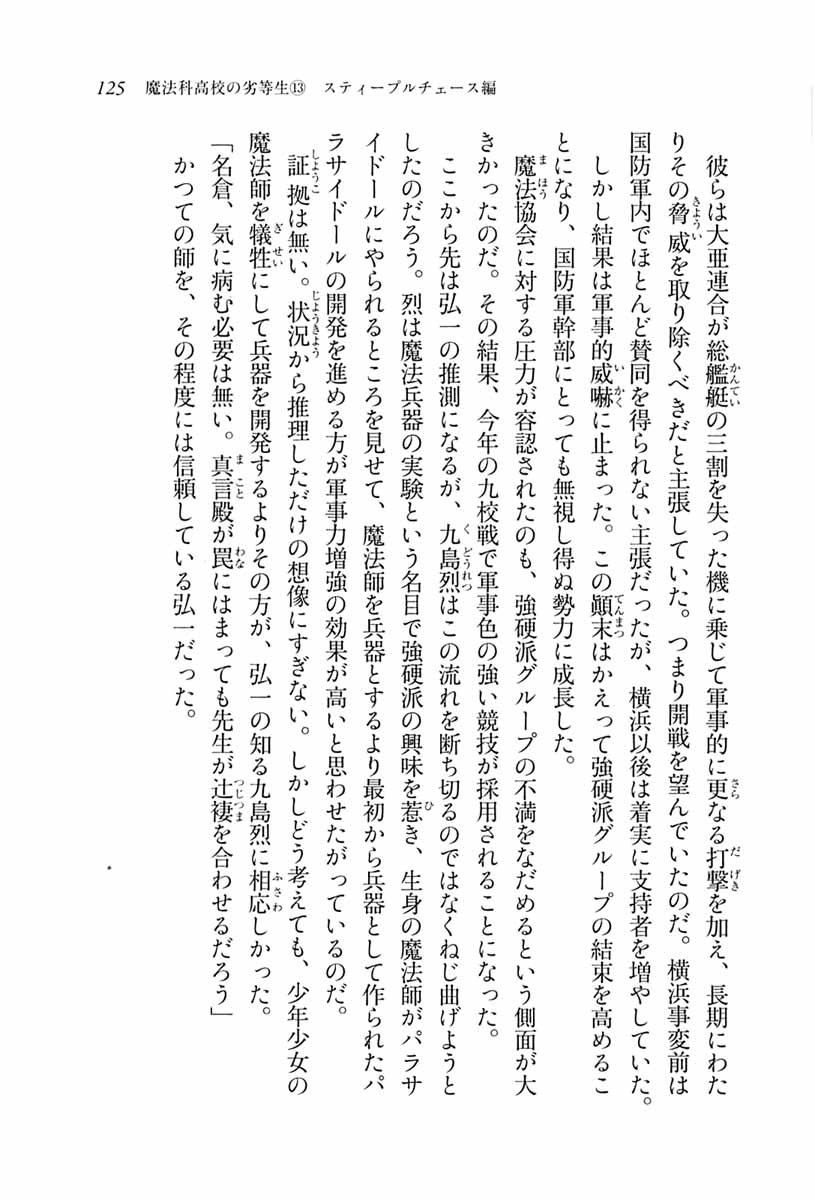 125　魔法科高校の劣等生⑬　スティープルチェース編
　彼らは大亜連合が総艦艇の三割を失った機に乗じて軍事的に更なる打撃を加え、長期にわた
りその脅威を取り除くべきだと主張していた。つまり開戦を望んでいたのだ。横浜事変前は
国防軍内でほとんど賛同を得られない主張だったが、横浜以後は着実に支持者を増やしていた。
　しかし結果は軍事的威嚇に止まった。この顚末はかえって強硬派グループの結束を高めるこ
とになり、国防軍幹部にとっても無視し得ぬ勢力に成長した。
　魔法協会に対する圧力が容認されたのも、強硬派グループの不満をなだめるという側面が大
きかったのだ。その結果、今年の九校戦で軍事色の強い競技が採用されることになった。
　ここから先は弘一の推測になるが、九島烈はこの流れを断ち切るのではなくねじ曲げようと
したのだろう。烈は魔法兵器の実験という名目で強硬派の興味を惹き、生身の魔法師がパラサ
イドールにやられるところを見せて、魔法師を兵器とするより最初から兵器として作られたパ
ラサイドールの開発を進める方が軍事力増強の効果が高いと思わせたがっているのだ。
　証拠は無い。状況から推理しただけの想像にすぎない。しかしどう考えても、少年少女の
魔法師を犠牲にして兵器を開発するよりその方が、弘一の知る九島烈に相応しかった。
「名倉、気に病む必要は無い。真言殿が罠にはまっても先生が辻褄を合わせるだろう」
　かつての師を、その程度には信頼している弘一だった。